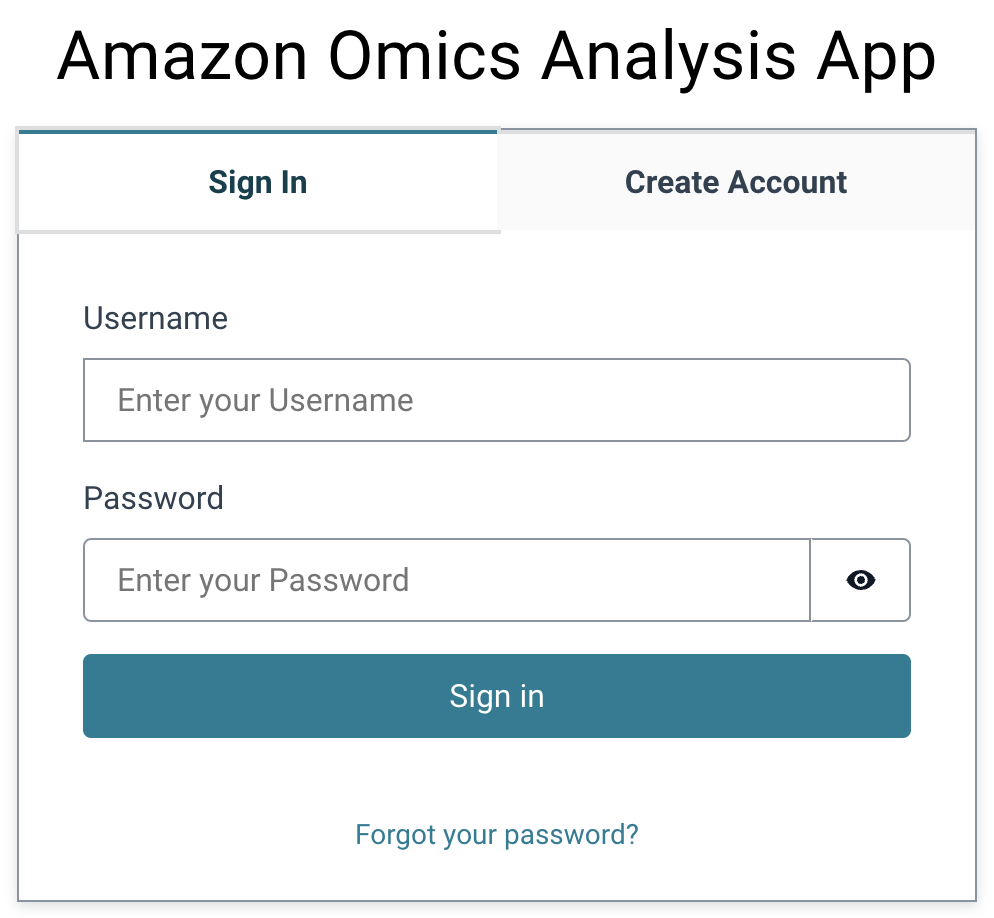 Amazon Omics Analysis App
Sign In
Create Account
Username
Enter your Username
Password
Enter your Password
Sign in
Forgot your password?